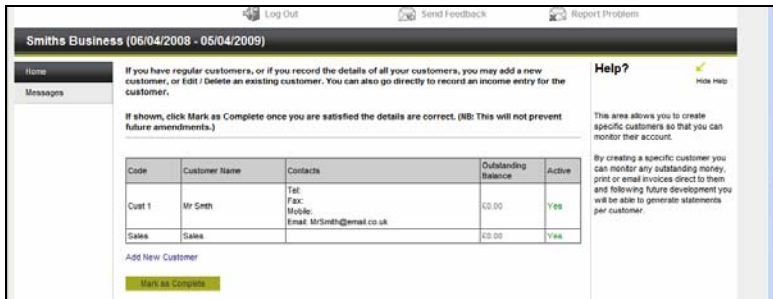 Log Out Send Feedback Report Problem
Smiths Business (06/04/2008 - 05/04/2009)
Home
Messages
If you have regular customers, or if you record the details of all your customers, you may add a new
customer, or Edit / Delete an existing customer. You can also go directly to record an income entry for the
customer.
If shown, click Mark as Complete once you are satisfied the details are correct. (NB: This will not prevent
future amendments.)
Code Customer Name Contacts Outstanding Balance Active
Cust 1 Mr Smith
Tel:
Fax:
Mobile:
Email: MrSmith@email.co.uk
£0.00 Yes
Sales Sales £0.00 Yes
Add New Customer
Mark as Complete
Help?
Hide Help
This area allows you to create
specific customers so that you can
monitor their account.
By creating a specific customer you
can monitor any outstanding money,
print or email invoices direct to them
and following future development you
will be able to generate statements
per customer.